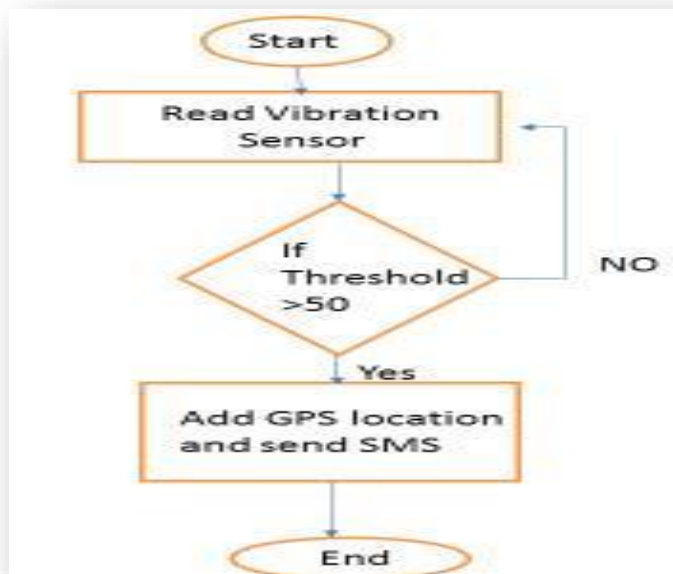 Start
Read Vibration
Sensor
If
Threshold
>50
NO
Yes
Add GPS location
and send SMS
End